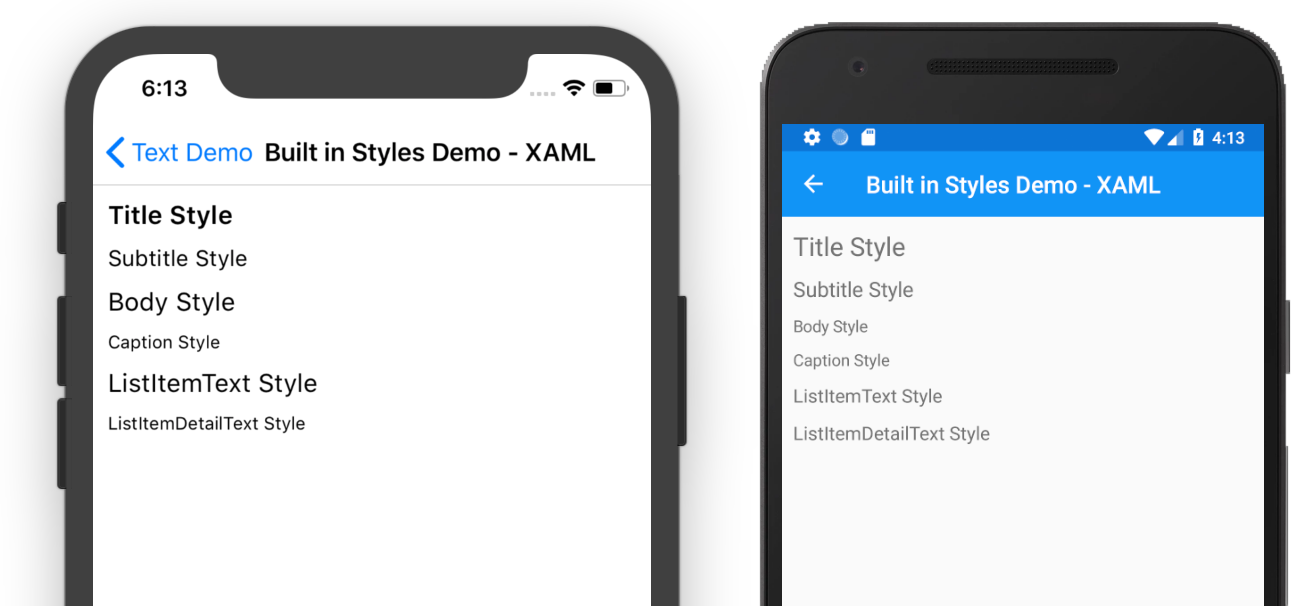 6:13
Text Demo Built in Styles Demo - XAML
Title Style
Subtitle Style
Body Style
Caption Style
ListItemText Style
ListItemDetailText Style
4:13
Built in Styles Demo - XAML
Title Style
Subtitle Style
Body Style
Caption Style
ListItemText Style
ListItemDetailText Style